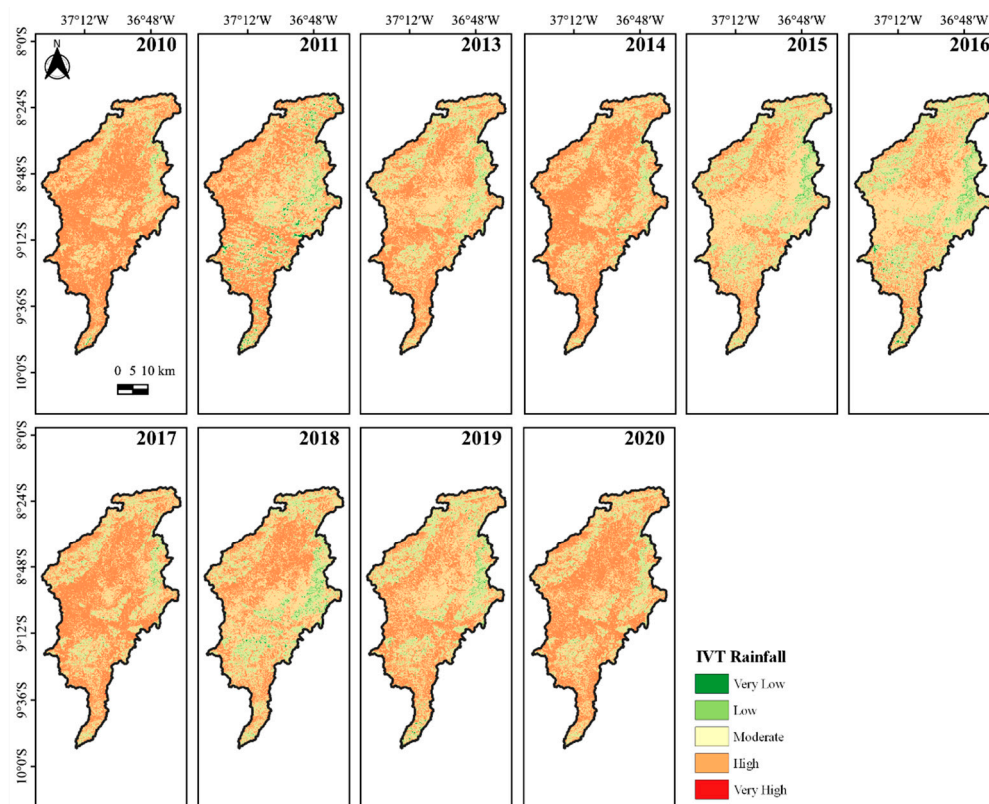 37°12'W 36°48'W 37°12'W 36°48'W 37°12'W 36°48'W 37°12'W 36°48'W 37°12'W 36°48'W 37°12'W 36°48'W
8°0'S
2010 2011 2013 2014 2015 2016
N
8°24'S
8°48'S
9°12'S
9°36'S
10°0'S
0 5 10 km
8°0'S
2017 2018 2019 2020
8°24'S
8°48'S
9°12'S
9°36'S
10°0'S
IVT Rainfall
Very Low
Low
Moderate
High
Very High